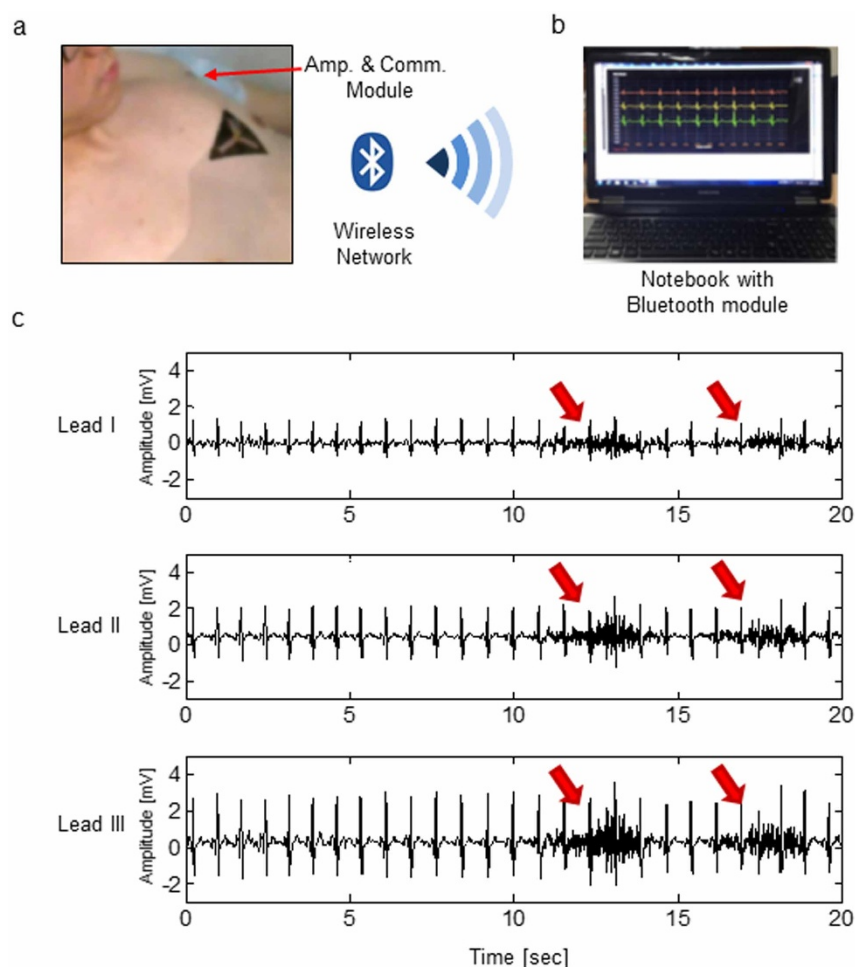 a
Amp. & Comm.
Module
Wireless
Network
b
Notebook with
Bluetooth module
c
Lead I
Amplitude [mV]
4
2
0
-2
0 5 10 15 20
Lead II
Amplitude [mV]
4
2
0
-2
0 5 10 15 20
Lead III
Amplitude [mV]
4
2
0
-2
0 5 10 15 20
Time [sec]